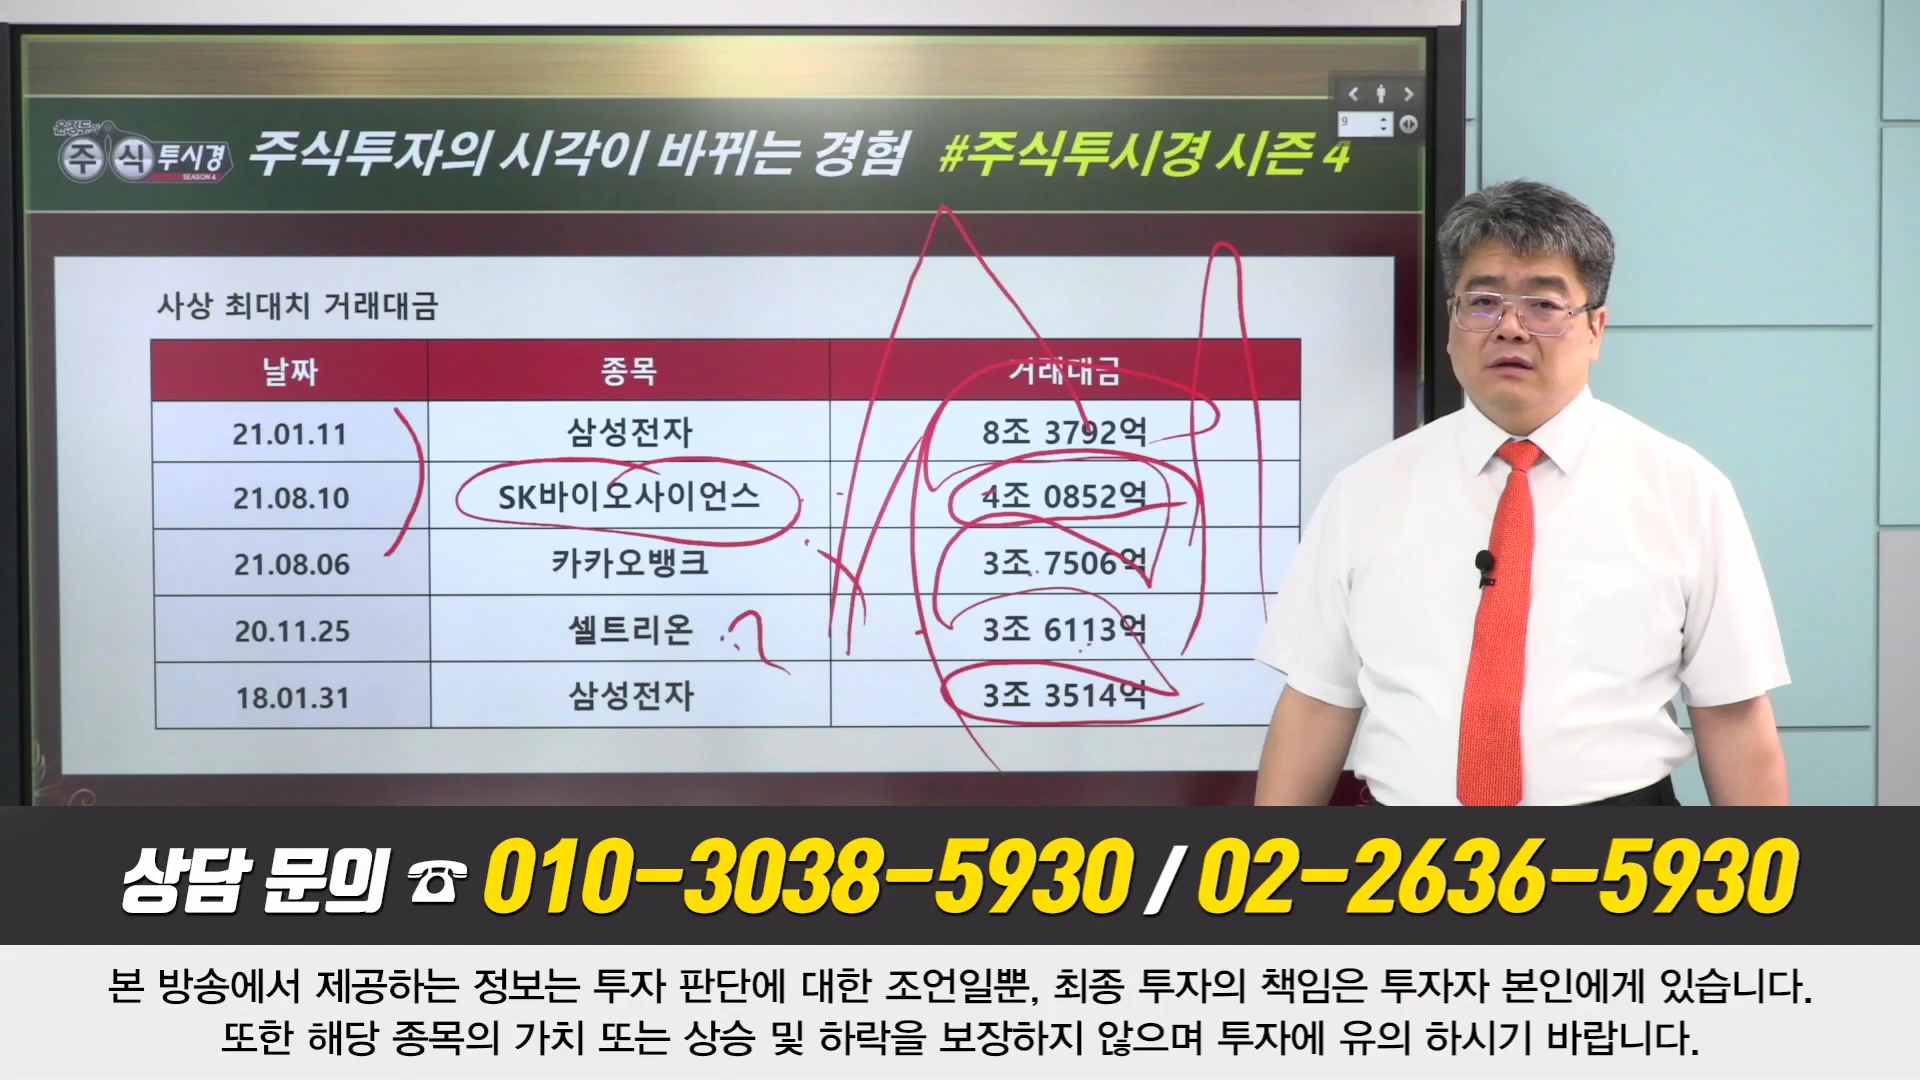 윤정두의
주식투시경
SEASON 4
주식투자의 시각이 바뀌는 경험 #주식투시경 시즌 4
9
사상 최대치 거래대금
날짜 종목 거래대금
21.01.11 삼성전자 8조 3792억
21.08.10 SK바이오사이언스 4조 0852억
21.08.06 카카오뱅크 3조 7506억
20.11.25 셀트리온 3조 6113억
18.01.31 삼성전자 3조 3514억
상담 문의 ☎ 010-3038-5930 / 02-2636-5930
본 방송에서 제공하는 정보는 투자 판단에 대한 조언일뿐, 최종 투자의 책임은 투자자 본인에게 있습니다.
또한 해당 종목의 가치 또는 상승 및 하락을 보장하지 않으며 투자에 유의 하시기 바랍니다.